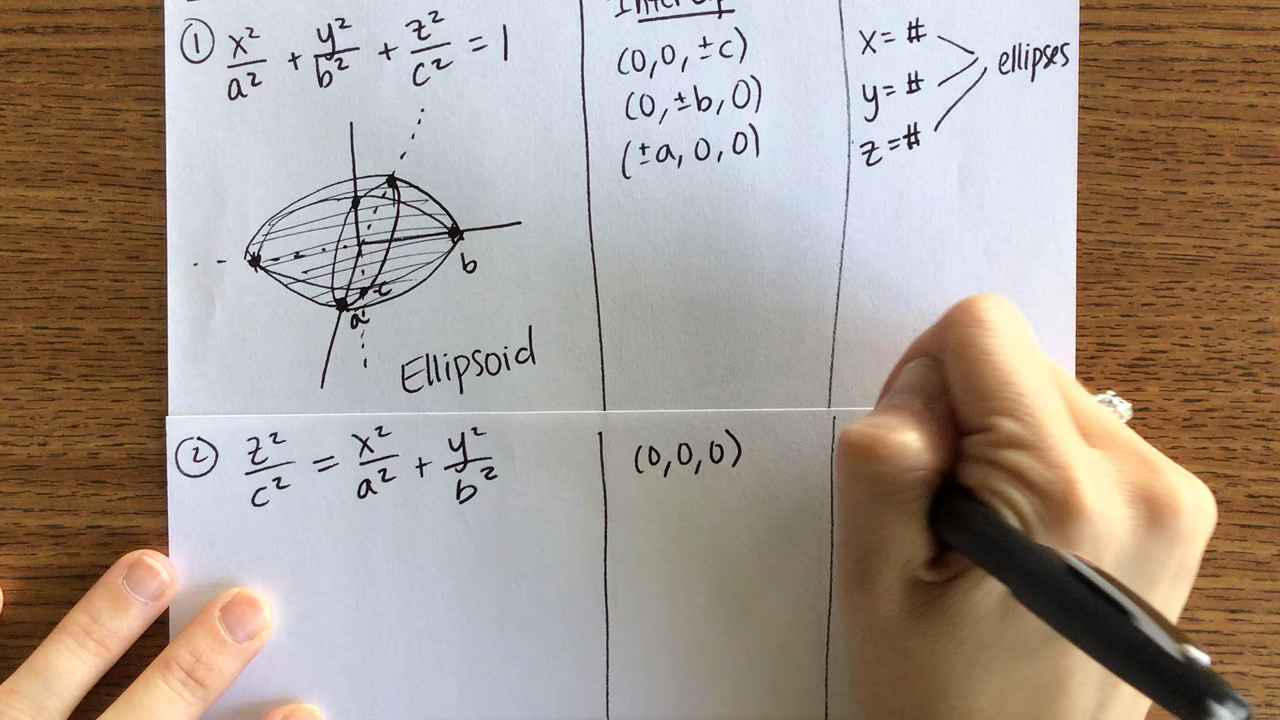 ① x²/a² + y²/b² + z²/c² = 1
(0,0,±c)
(0,±b,0)
(±a,0,0)
x= #
y= #
z= #
ellipses
b
c
a
Ellipsoid
② z²/c² = x²/a² + y²/b²
(0,0,0)